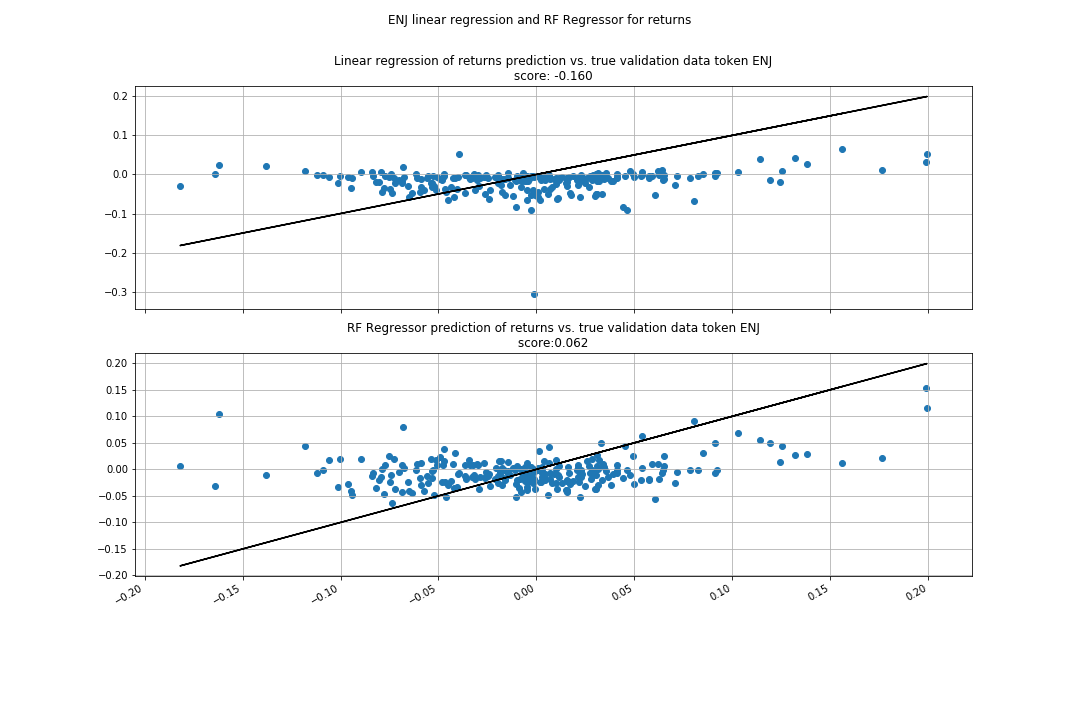 ENJ linear regression and RF Regressor for returns
Linear regression of returns prediction vs. true validation data token ENJ
score: -0.160
0.2
0.1
0.0
−0.1
−0.2
−0.3
RF Regressor prediction of returns vs. true validation data token ENJ
score:0.062
0.20
0.15
0.10
0.05
0.00
−0.05
−0.10
−0.15
−0.20
−0.20 −0.15 −0.10 −0.05 0.00 0.05 0.10 0.15 0.20